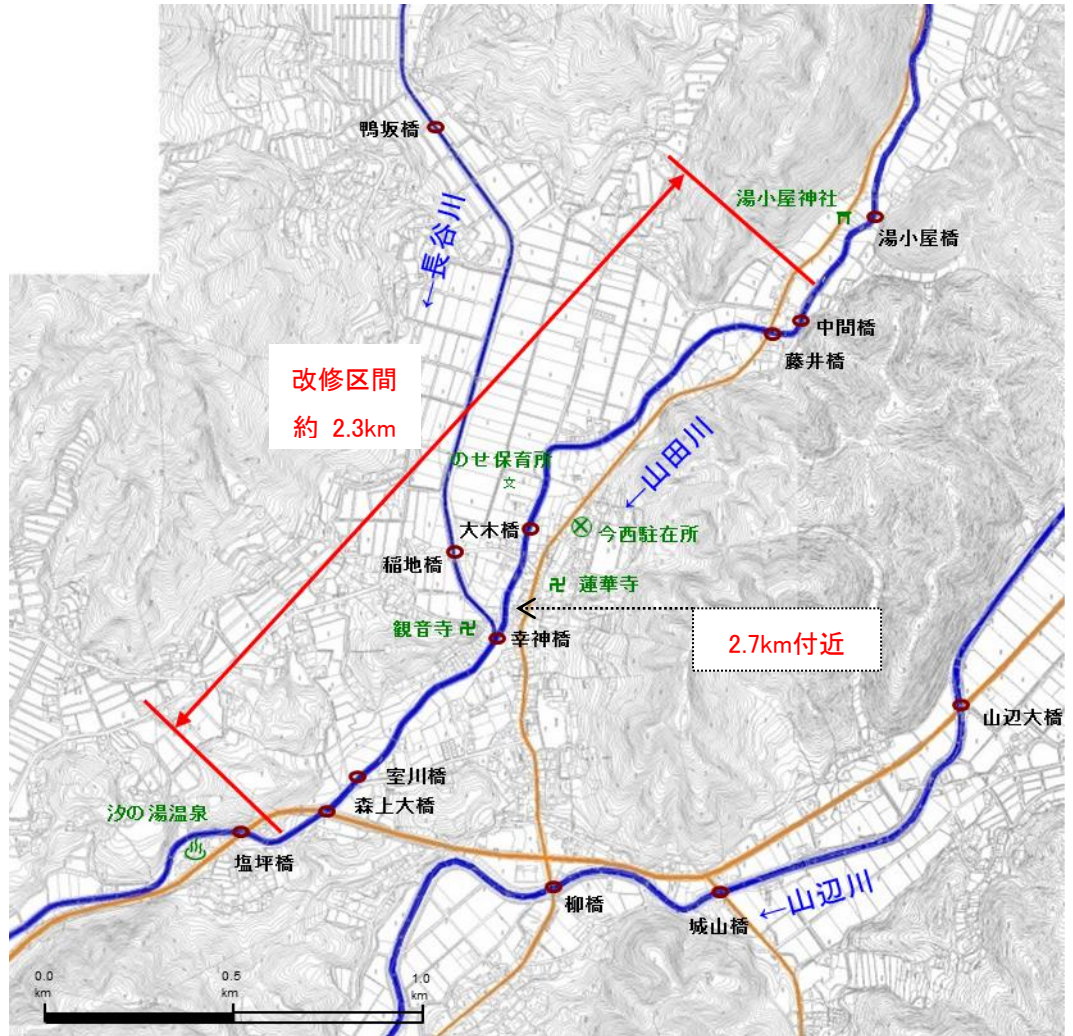 鴨坂橋
湯小屋神社
湯小屋橋
←長谷川
中間橋
藤井橋
改修区間
約 2.3km
のせ保育所
文
←山田川
大木橋
今西駐在所
稲地橋
卍 蓮華寺
観音寺 卍
幸神橋
2.7km付近
山辺大橋
室川橋
森上大橋
汐の湯温泉
塩坪橋
柳橋
城山橋
←山辺川
0.0
km
0.5
km
1.0
km